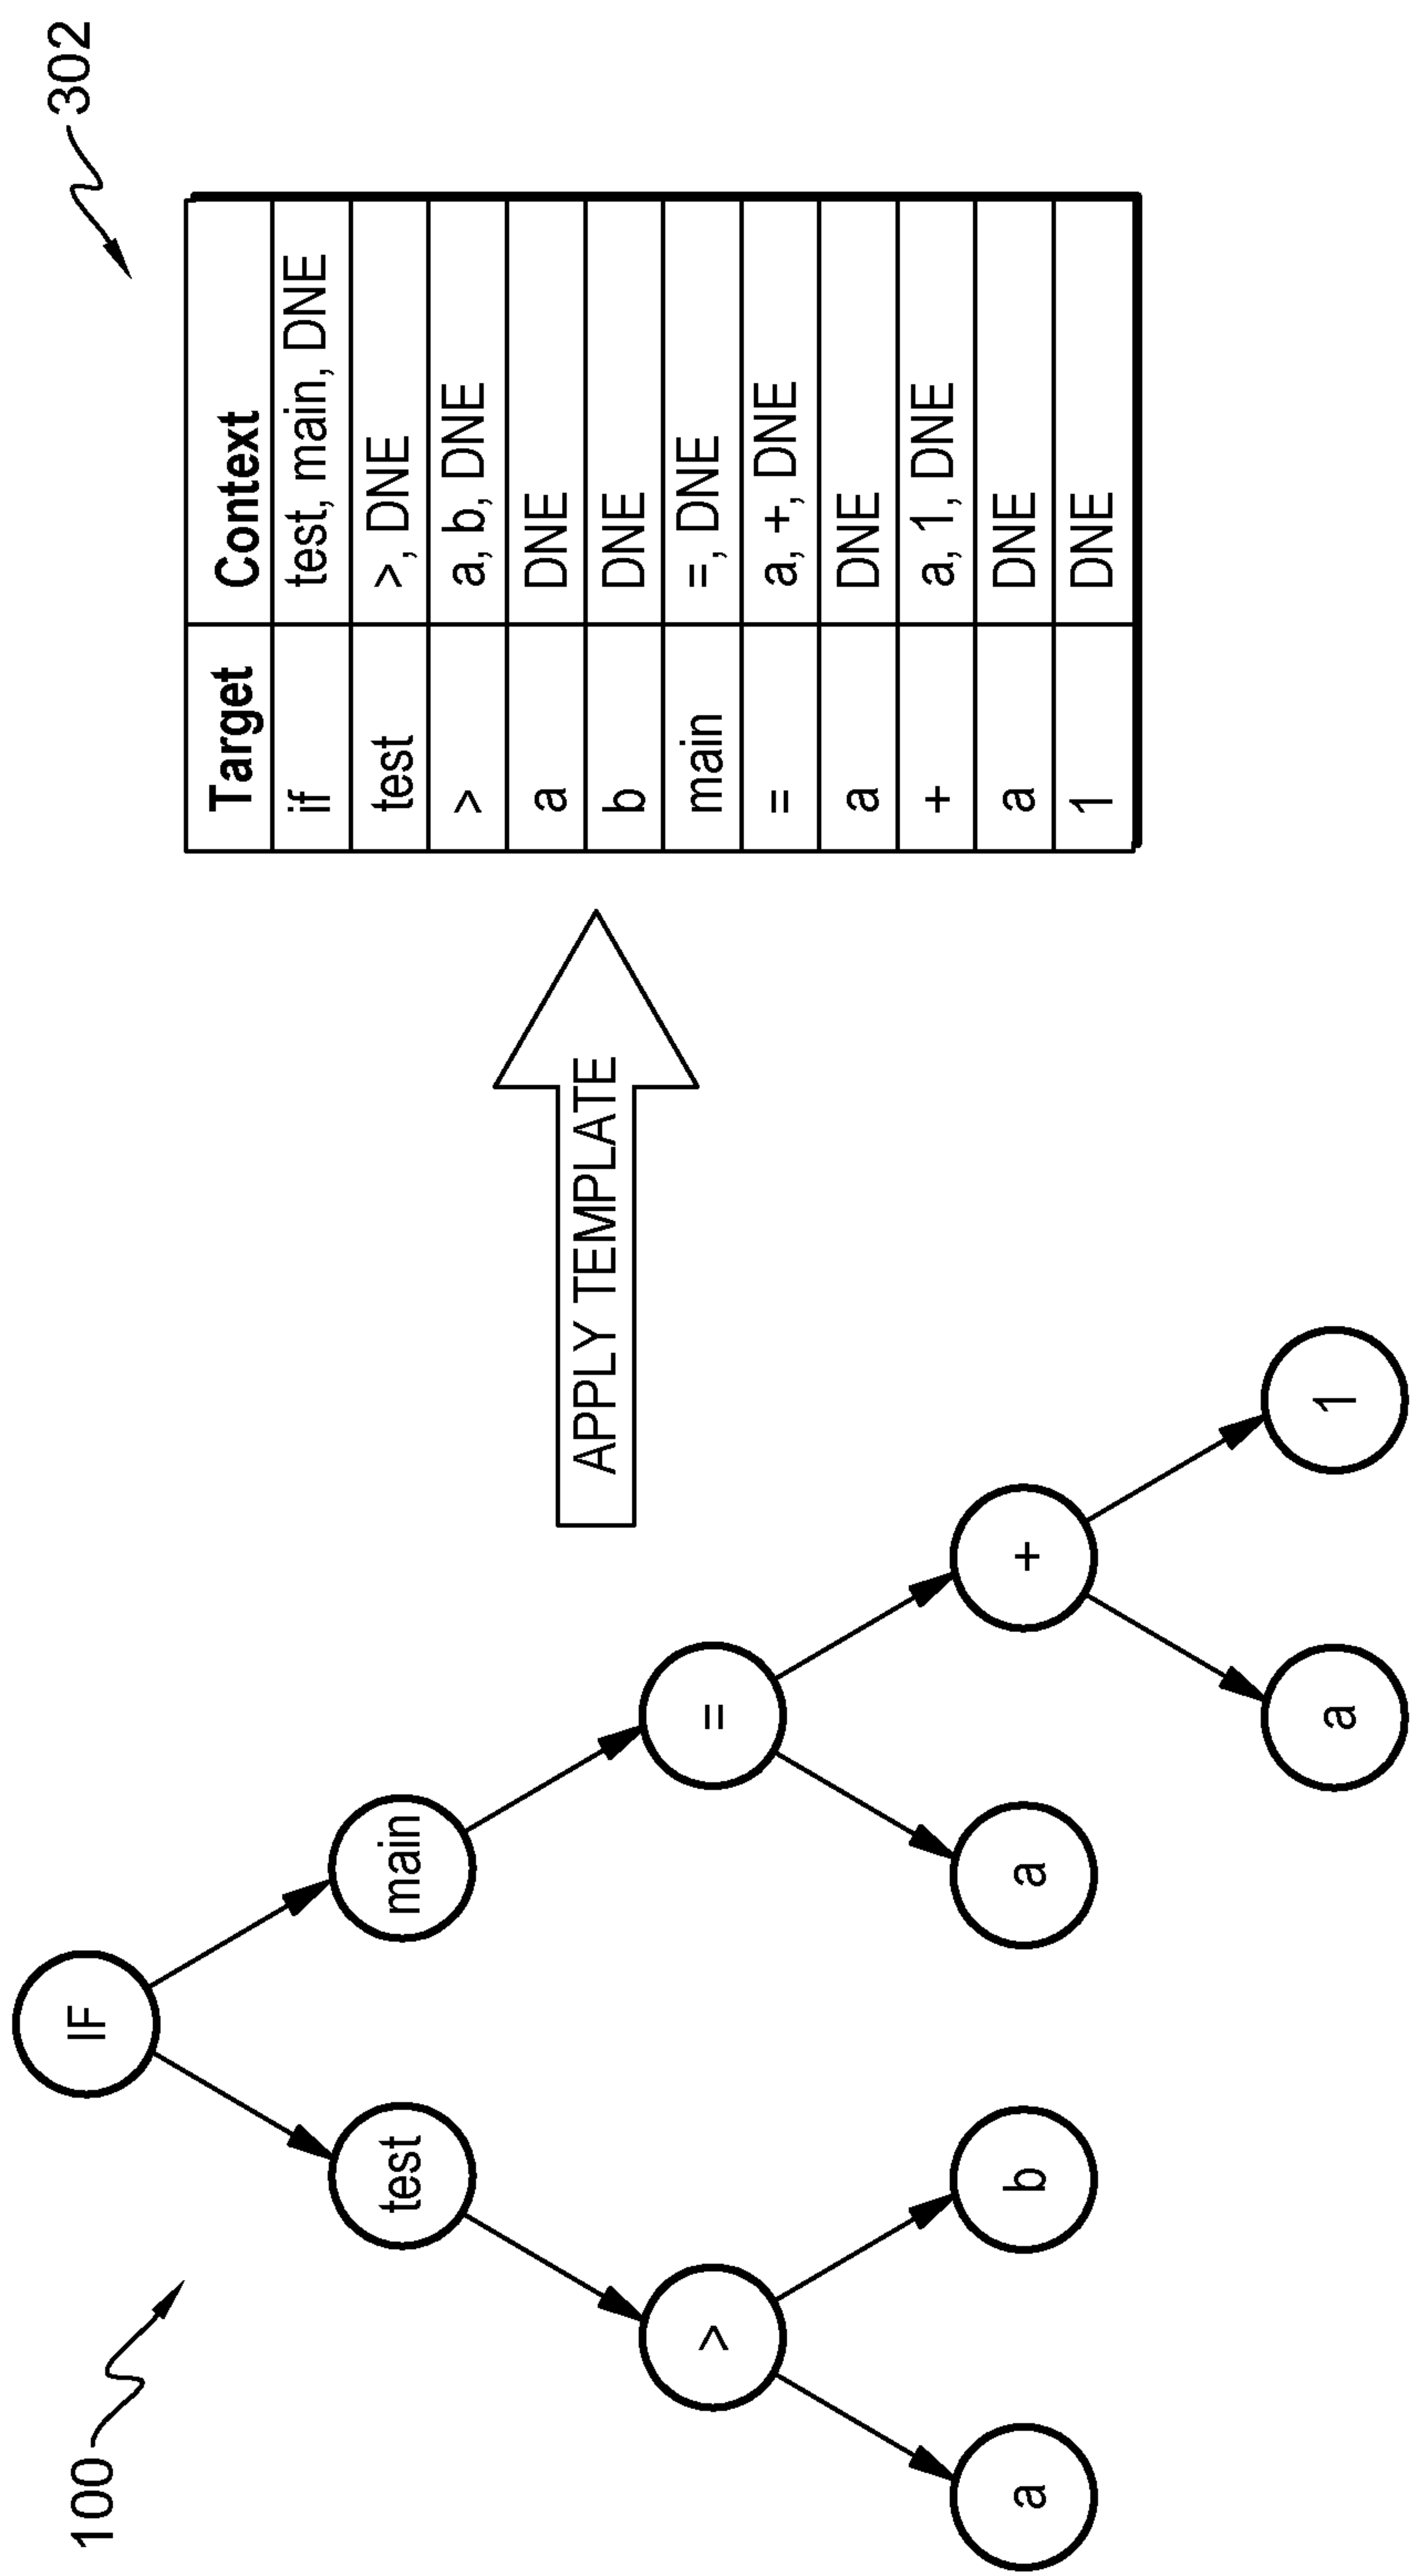 100
IF
test
main
>
=
a
b
a
+
a
1
APPLY TEMPLATE
302
Target Context
if test, main, DNE
test >, DNE
> a, b, DNE
a DNE
b DNE
main =, DNE
= a, +, DNE
a DNE
+ a, 1, DNE
a DNE
1 DNE